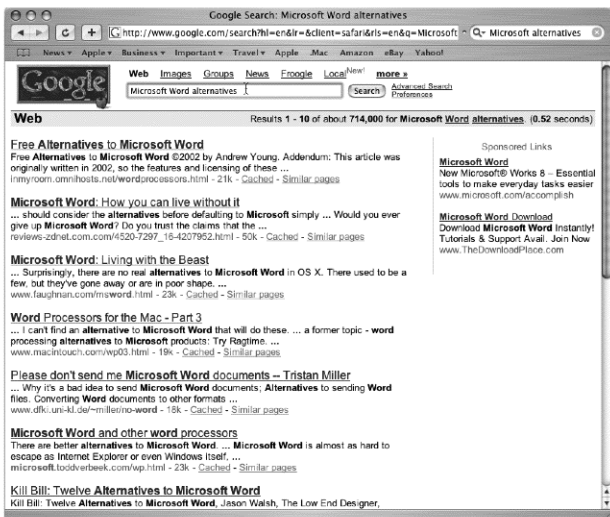 Google Search: Microsoft Word alternatives
http://www.google.com/search?hl=en&lr=&client=safari&rls=en&q=Microsoft
Microsoft alternatives
News Apple Business Important Travel Apple .Mac Amazon eBay Yahoo!
Google
Web Images Groups News Froogle Local New! more »
Microsoft Word alternatives
Search
Advanced Search
Preferences
Web
Results 1 - 10 of about 714,000 for Microsoft Word alternatives. (0.52 seconds)
Free Alternatives to Microsoft Word
Free Alternatives to Microsoft Word ©2002 by Andrew Young. Addendum: This article was
originally written in 2002, so the features and licensing of these ...
inmyroom.omnihosts.net/wordprocessors.html - 21k - Cached - Similar pages
Microsoft Word: How you can live without it
... should consider the alternatives before defaulting to Microsoft simply ... Would you ever
give up Microsoft Word? Do you trust the claims that the ...
reviews-zdnet.com.com/4520-7297_16-4207952.html - 50k - Cached - Similar pages
Microsoft Word: Living with the Beast
... Surprisingly, there are no real alternatives to Microsoft Word in OS X. There used to be a
few, but they've gone away or are in poor shape. ...
www.faughnan.com/msword.html - 23k - Cached - Similar pages
Word Processors for the Mac - Part 3
... I can't find an alternative to Microsoft Word that will do these. ... a former topic - word
processing alternatives to Microsoft products: Try Ragtime. ...
www.macintouch.com/wp03.html - 19k - Cached - Similar pages
Please don't send me Microsoft Word documents -- Tristan Miller
... Why it's a bad idea to send Microsoft Word documents; Alternatives to sending Word
files. Converting Word documents to other formats ...
www.dfki.uni-kl.de/~miller/no-word - 18k - Cached - Similar pages
Microsoft Word and other word processors
There are better alternatives to Microsoft Word. ... Microsoft Word is almost as hard to
escape as Internet Explorer or even Windows itself, ...
microsoft.toddverbeek.com/wp.html - 23k - Cached - Similar pages
Kill Bill: Twelve Alternatives to Microsoft Word
Kill Bill: Twelve Alternatives to Microsoft Word, Jason Walsh, The Low End Designer,
Sponsored Links
Microsoft Word
New Microsoft® Works 8 – Essential
tools to make everyday tasks easier
www.microsoft.com/accomplish
Microsoft Word Download
Download Microsoft Word Instantly!
Tutorials & Support Avail. Join Now
www.TheDownloadPlace.com